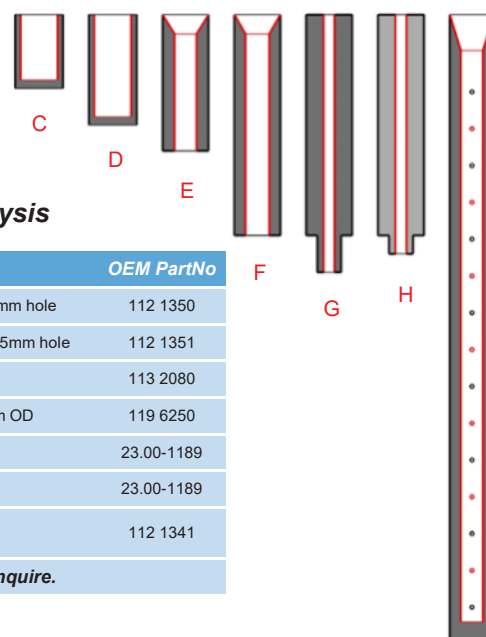 C
D
E
F
G
H
ysis
OEM PartNo
mm hole 112 1350
5mm hole 112 1351
113 2080
m OD 119 6250
23.00-1189
23.00-1189
112 1341
nquire.